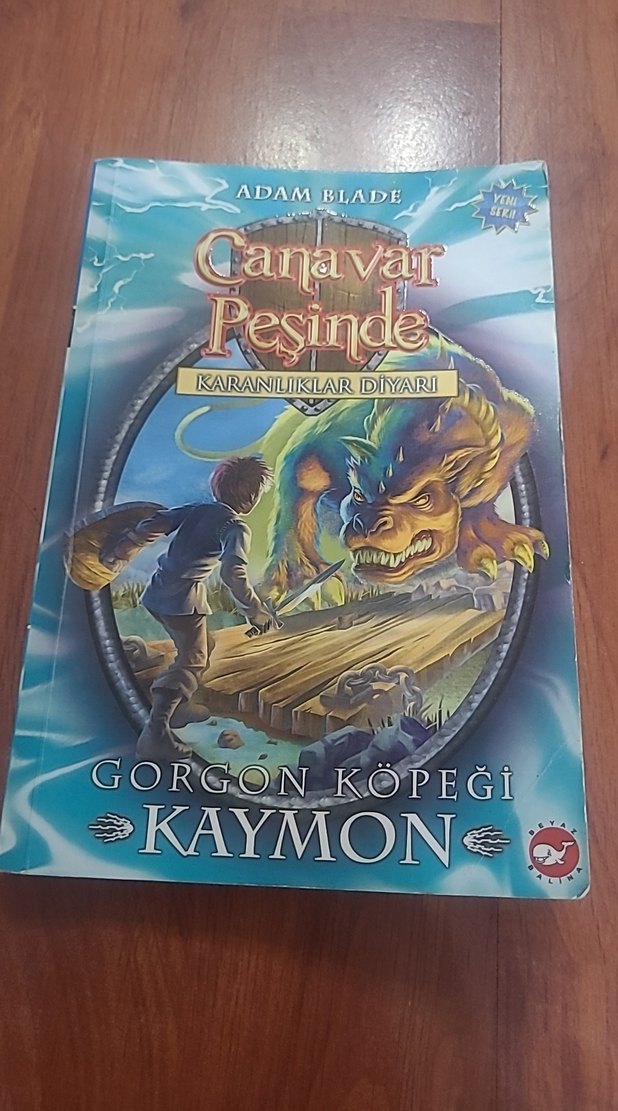 ADAM BLADE
YENİ
SERİ!
Canavar
Peşinde
KARANLIKLAR DİYARI
GORGON KÖPEĞİ
KAYMON
BEYAZ
BALİNA